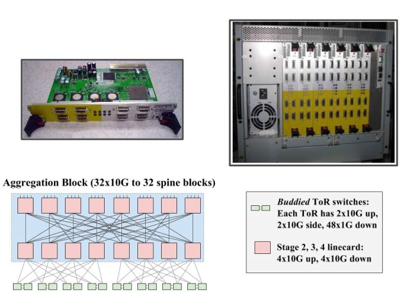 Aggregation Block (32x10G to 32 spine blocks)
Buddied ToR switches:
Each ToR has 2x10G up,
2x10G side, 48x1G down
Stage 2, 3, 4 linecard:
4x10G up, 4x10G down